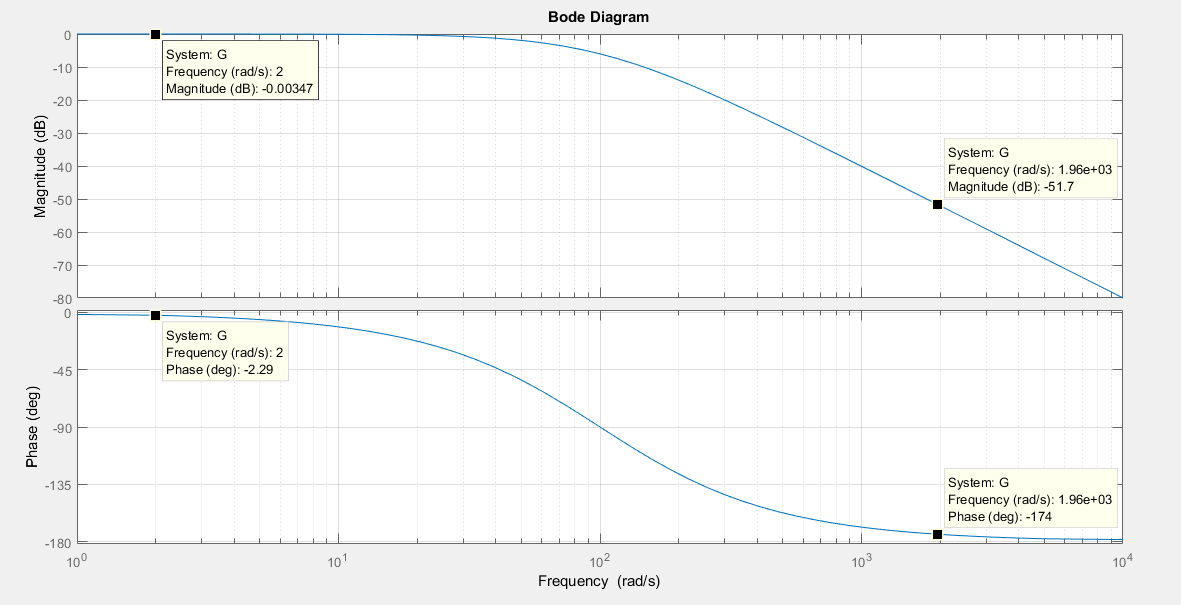 Bode Diagram
0
-10
-20
-30
-40
-50
-60
-70
-80
Magnitude (dB)
System: G
Frequency (rad/s): 2
Magnitude (dB): -0.00347
System: G
Frequency (rad/s): 1.96e+03
Magnitude (dB): -51.7
0
-45
-90
-135
-180
Phase (deg)
System: G
Frequency (rad/s): 2
Phase (deg): -2.29
System: G
Frequency (rad/s): 1.96e+03
Phase (deg): -174
10^0 10^1 10^2 10^3 10^4
Frequency (rad/s)